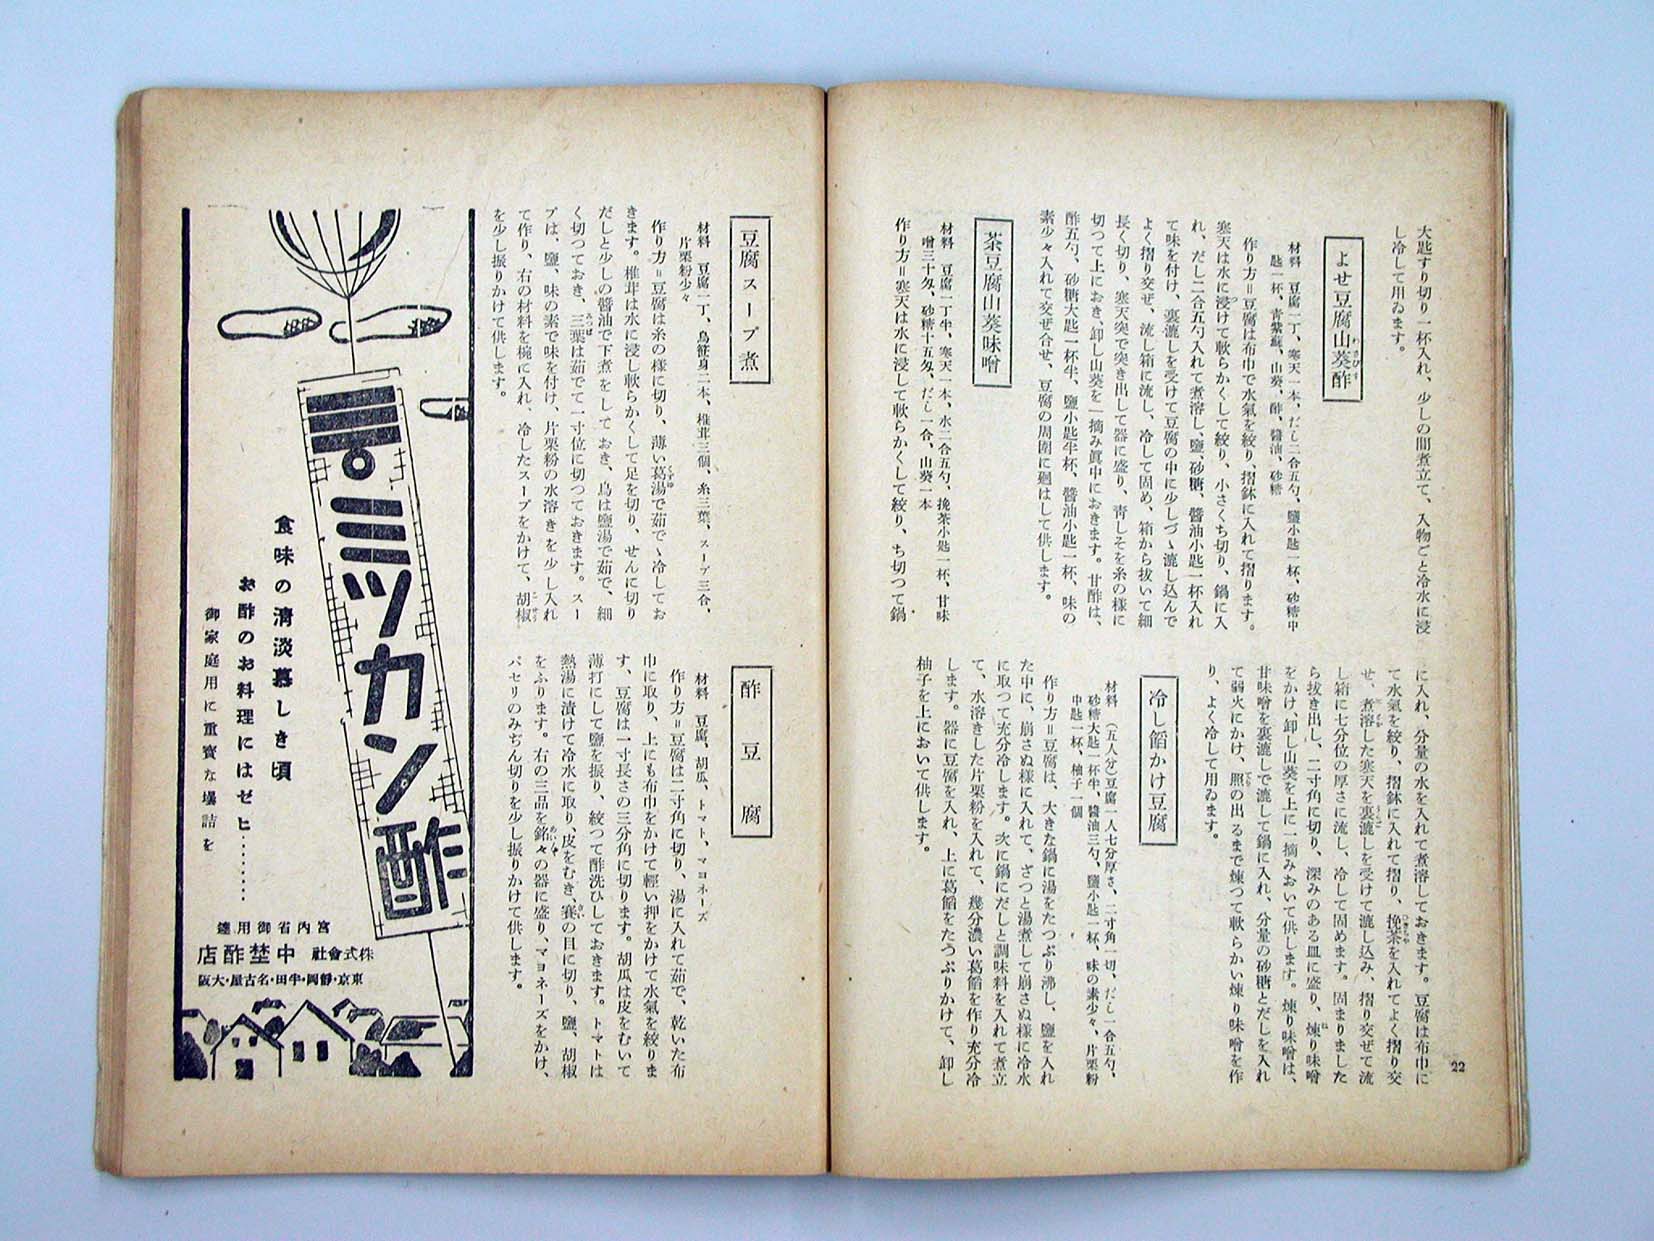 大匙すり切り一杯入れ、少しの間煮立て、入物ごと冷水に浸
し冷して用ゐます。
よせ豆腐山葵酢
わさびず
材料　豆腐一丁、寒天一本、だし二合五勺、鹽小匙一杯、砂糖中
匙一杯、青紫蘇、山葵、酢、醬油、砂糖
作り方＝豆腐は布巾で水氣を絞り、摺鉢に入れて摺ります。
寒天は水に浸けて軟らかくして絞り、小さくち切り、鍋に入
れ、だし二合五勺入れて煮溶し、鹽、砂糖、醬油小匙一杯入れ
て味を付け、裏漉しを受けて豆腐の中に少しづゝ漉し込んで
よく摺り交ぜ、流し箱に流し、冷して固め、箱から拔いて細
長く切り、寒天突で突き出して器に盛り、青しそを糸の樣に
切つて上におき、卸し山葵を一摘み眞中におきます。甘酢は、
酢五勺、砂糖大匙一杯半、鹽小匙半杯、醬油小匙一杯、味の
素少々入れて交ぜ合せ、豆腐の周圍に廻はして供します。
茶豆腐山葵味噌
材料　豆腐一丁半、寒天一本、水二合五勺、挽茶小匙一杯、甘味
噌三十匁、砂糖十五匁、だし一合、山葵一本
作り方＝寒天は水に浸して軟らかくして絞り、ち切つて鍋
に入れ、分量の水を入れて煮溶しておきます。豆腐は布巾に
て水氣を絞り、摺鉢に入れて摺り、挽茶を入れてよく摺り交
せ、煮溶した寒天を裏漉しを受けて漉し込み、摺り交ぜて流
し箱に七分位の厚さに流し、冷して固めます。固まりました
ら拔き出し、二寸角に切り、深みのある皿に盛り、煉り味噌
をかけ、卸し山葵を上に一摘みおいて供します。煉り味噌は、
甘味噌を裏漉しで漉して鍋に入れ、分量の砂糖とだしを入れ
て弱火にかけ、照の出るまで煉つて軟らかい煉り味噌を作
り、よく冷して用ゐます。
冷し餡かけ豆腐
材料　（五人分）豆腐一人七分厚さ、二寸角一切、だし一合五勺、
砂糖大匙一杯半、醬油三勺、鹽小匙一杯、味の素少々、片栗粉
中匙一杯、柚子一個
作り方＝豆腐は、大きな鍋に湯をたつぷり沸し、鹽を入れ
た中に、崩さぬ樣に入れて、ざつと湯煮して崩さぬ樣に冷水
に取つて充分冷します。次に鍋にだしと調味料を入れて煮立
て、水溶きした片栗粉を入れて、幾分濃い葛餡を作り充分冷
します。器に豆腐を入れ、上に葛餡をたつぷりかけて、卸し
柚子を上において供します。
22
豆腐スープ煮
材料　豆腐一丁、鳥笹身二本、椎茸三個、糸三葉、スープ三合、
片栗粉少々
作り方＝豆腐は糸の樣に切り、薄い葛湯で茹でゝ冷してお
きます。椎茸は水に浸し軟らかくして足を切り、せんに切り
だしと少しの醬油で下煮をしておき、鳥は鹽湯で茹で、細
く切つておき、三葉は茹でて一寸位に切つておきます。スー
プは、鹽、味の素で味を付け、片栗粉の水溶きを少し入れ
て作り、右の材料を椀に入れ、冷したスープをかけて、胡椒
を少し振りかけて供します。
酢豆腐
材料　豆腐、胡瓜、トマト、マヨネーズ
作り方＝豆腐は二寸角に切り、湯に入れて茹で、乾いた布
巾に取り、上にも布巾をかけて輕い押をかけて水氣を絞りま
す、豆腐は一寸長さの三分角に切ります。胡瓜は皮をむいて
薄打にして鹽を振り、絞つて酢洗ひしておきます。トマトは
熱湯に漬けて冷水に取り、皮をむき、賽の目に切り、鹽、胡椒
をふります。右の三品を銘々の器に盛り、マヨネーズをかけ、
パセリのみぢん切りを少し振りかけて供します。
ミツカン酢
食味の淸淡慕しき頃
お酢のお料理にはゼヒ………
御家庭用に重寶な壜詰を
宮內省御用達
株式會社 中埜酢店
東京・靜岡・半田・名古屋・大阪